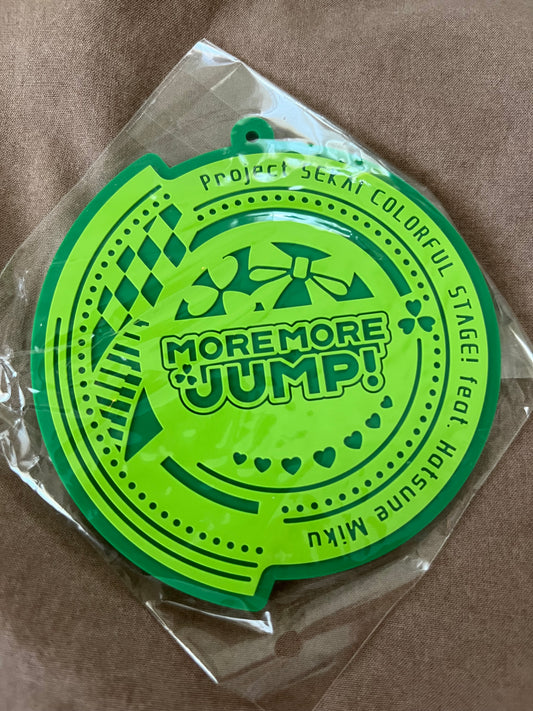 Project SEKAI COLORFUL STAGE! feat. Hatsune Miku
MORE MORE
JUMP!